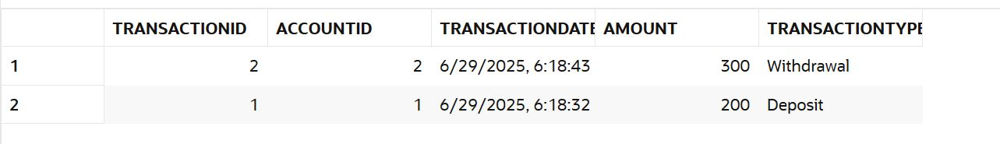 TRANSACTIONID ACCOUNTID TRANSACTIONDATE AMOUNT TRANSACTIONTYPE
1 2 2 6/29/2025, 6:18:43 300 Withdrawal
2 1 1 6/29/2025, 6:18:32 200 Deposit